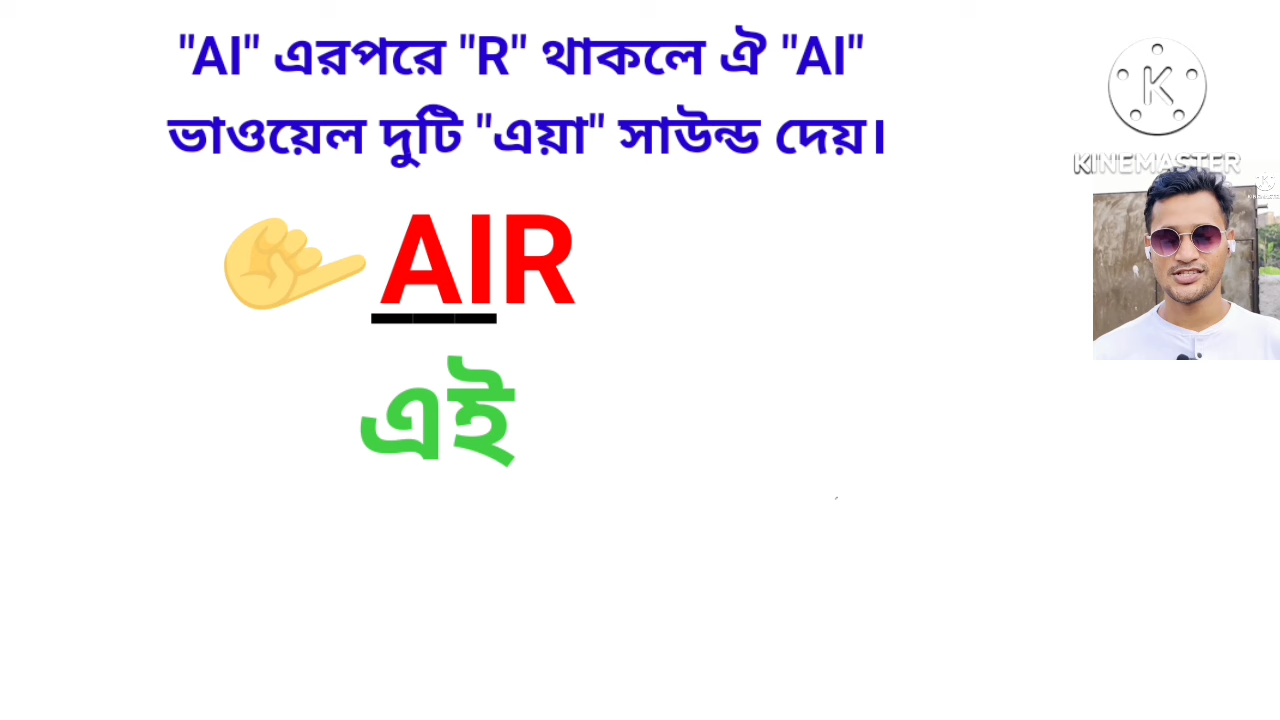 "AI" এরপরে "R" থাকলে ঐ "AI"
ভাওয়েল দুটি "এয়া" সাউন্ড দেয়।
AIR
এই
K
KINEMASTER